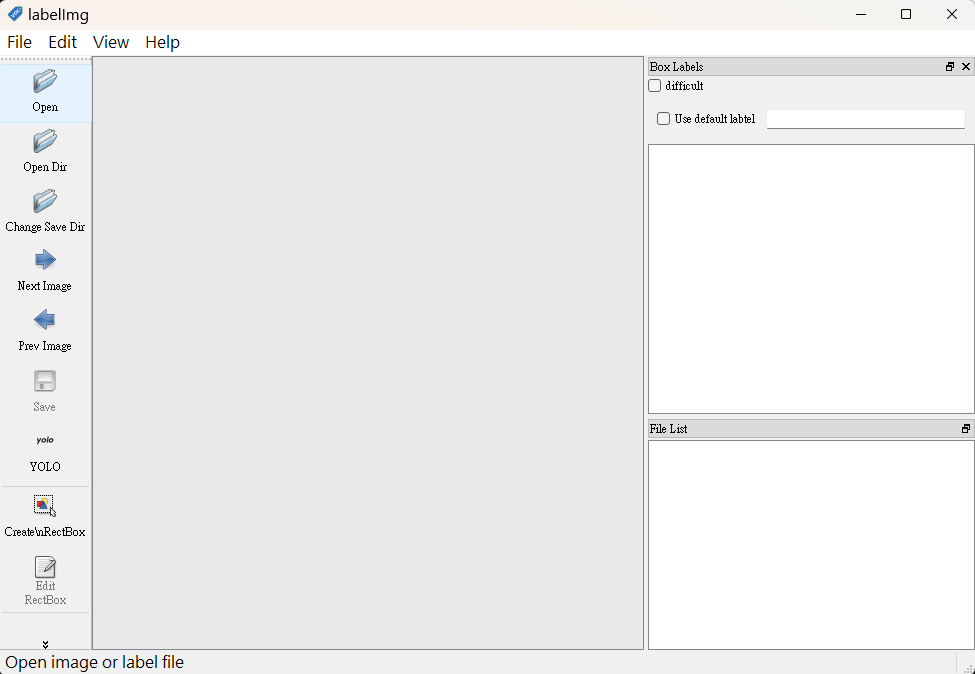 labelImg
File Edit View Help
Open
Open Dir
Change Save Dir
Next Image
Prev Image
Save
yolo
YOLO
Create\nRectBox
Edit
RectBox
Box Labels
difficult
Use default labtel
File List
Open image or label file